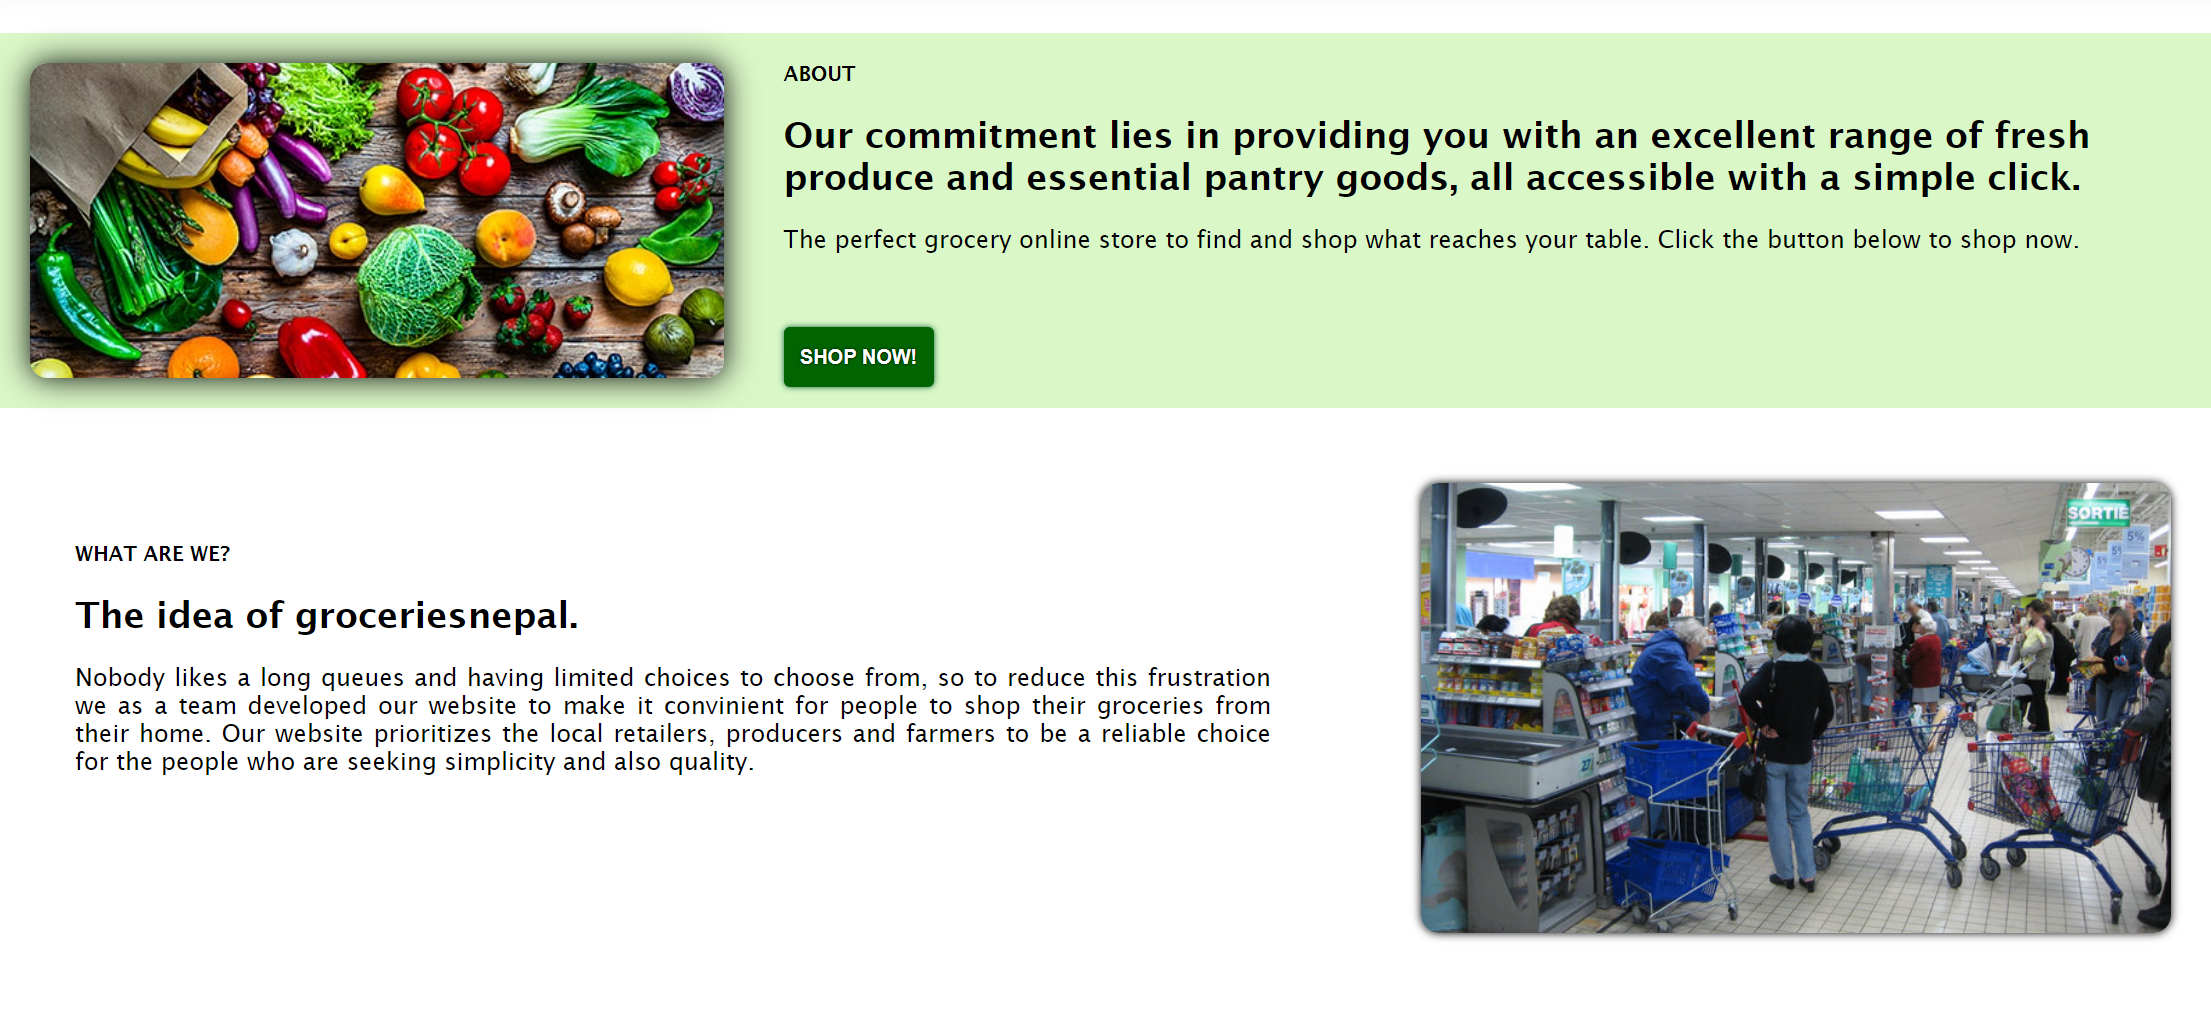 ABOUT
Our commitment lies in providing you with an excellent range of fresh
produce and essential pantry goods, all accessible with a simple click.
The perfect grocery online store to find and shop what reaches your table. Click the button below to shop now.
SHOP NOW!
WHAT ARE WE?
The idea of groceriesnepal.
Nobody likes a long queues and having limited choices to choose from, so to reduce this frustration
we as a team developed our website to make it convinient for people to shop their groceries from
their home. Our website prioritizes the local retailers, producers and farmers to be a reliable choice
for the people who are seeking simplicity and also quality.
SORTIE
5%
27